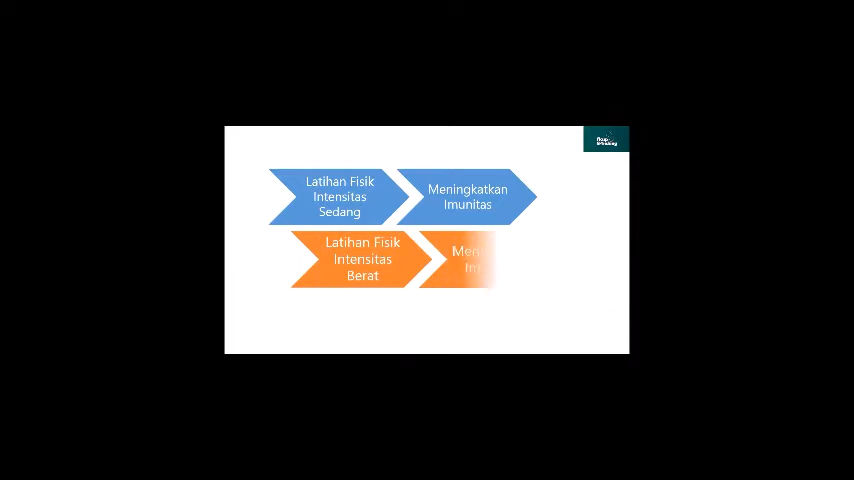 Latihan Fisik
Intensitas
Sedang
Meningkatkan
Imunitas
Latihan Fisik
Intensitas
Berat